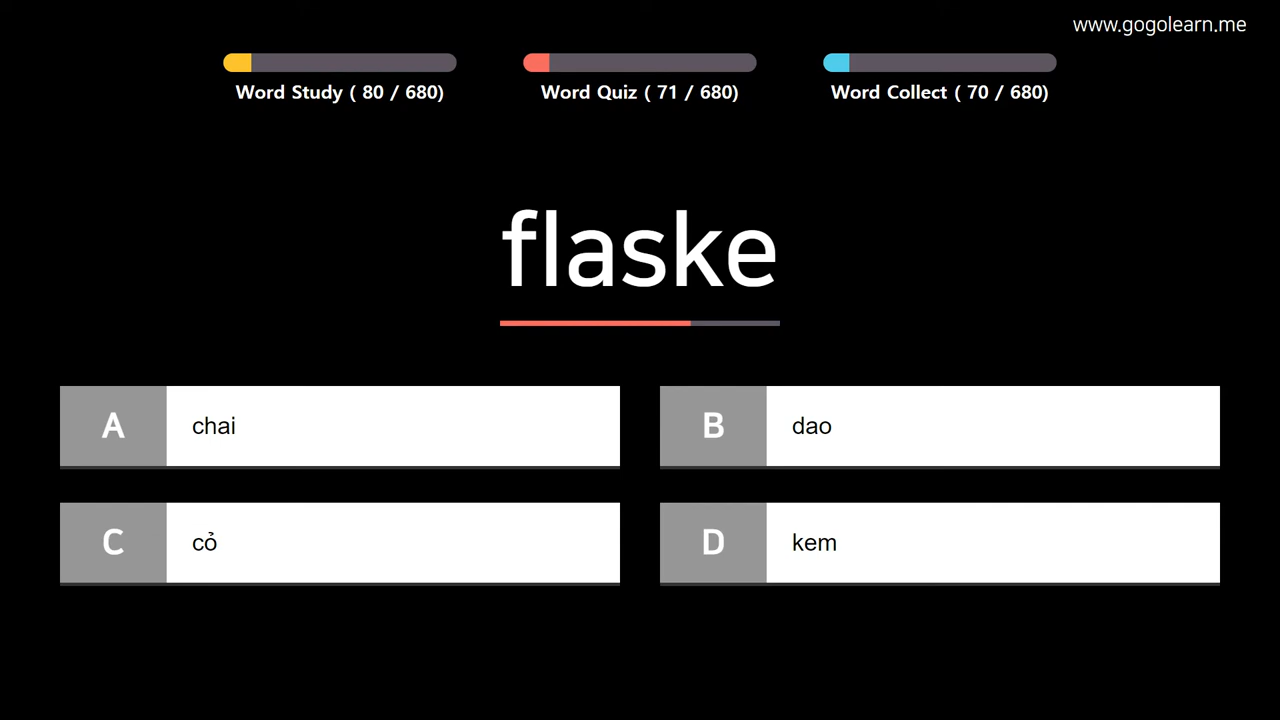 www.gogolearn.me
Word Study ( 80 / 680)
Word Quiz ( 71 / 680)
Word Collect ( 70 / 680)
flaske
A chai
B dao
C cỏ
D kem